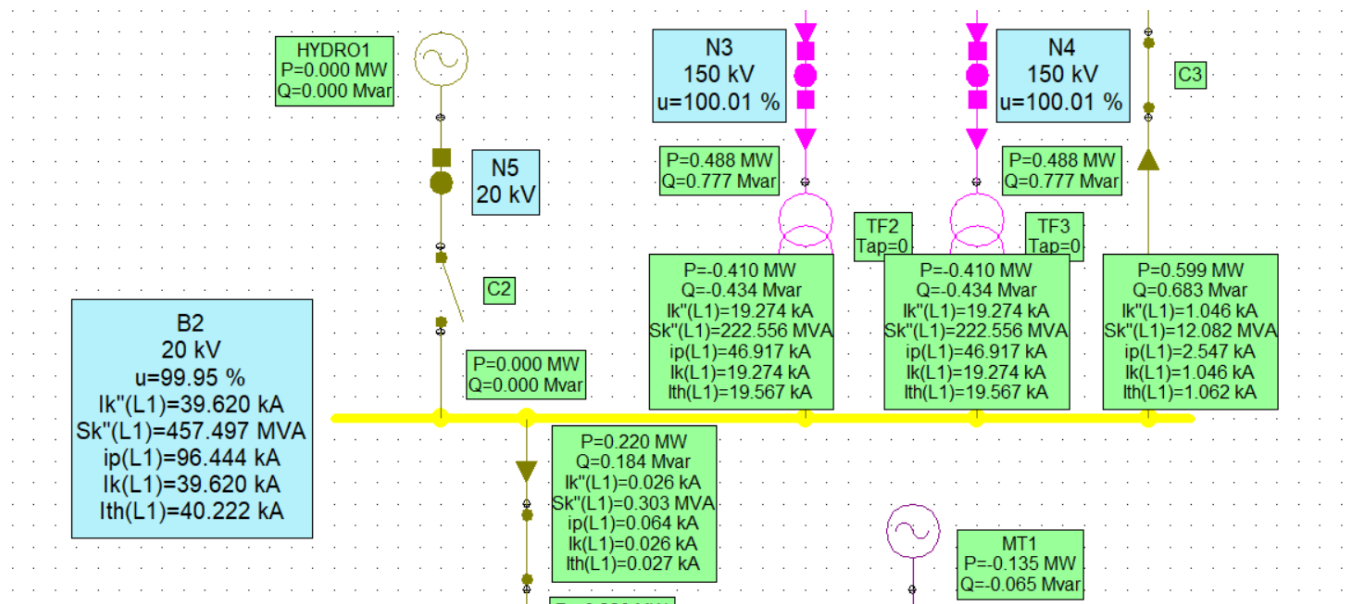 HYDRO1
P=0.000 MW
Q=0.000 Mvar
N3
150 kV
u=100.01 %
N4
150 kV
u=100.01 %
C3
N5
20 kV
P=0.488 MW
Q=0.777 Mvar
P=0.488 MW
Q=0.777 Mvar
TF2
Tap=0
TF3
Tap=0
C2
P=-0.410 MW
Q=-0.434 Mvar
Ik"(L1)=19.274 kA
Sk"(L1)=222.556 MVA
ip(L1)=46.917 kA
Ik(L1)=19.274 kA
Ith(L1)=19.567 kA
P=-0.410 MW
Q=-0.434 Mvar
Ik"(L1)=19.274 kA
Sk"(L1)=222.556 MVA
ip(L1)=46.917 kA
Ik(L1)=19.274 kA
Ith(L1)=19.567 kA
P=0.599 MW
Q=0.683 Mvar
Ik"(L1)=1.046 kA
Sk"(L1)=12.082 MVA
ip(L1)=2.547 kA
Ik(L1)=1.046 kA
Ith(L1)=1.062 kA
B2
20 kV
u=99.95 %
Ik"(L1)=39.620 kA
Sk"(L1)=457.497 MVA
ip(L1)=96.444 kA
Ik(L1)=39.620 kA
Ith(L1)=40.222 kA
P=0.000 MW
Q=0.000 Mvar
P=0.220 MW
Q=0.184 Mvar
Ik"(L1)=0.026 kA
Sk"(L1)=0.303 MVA
ip(L1)=0.064 kA
Ik(L1)=0.026 kA
Ith(L1)=0.027 kA
MT1
P=-0.135 MW
Q=-0.065 Mvar